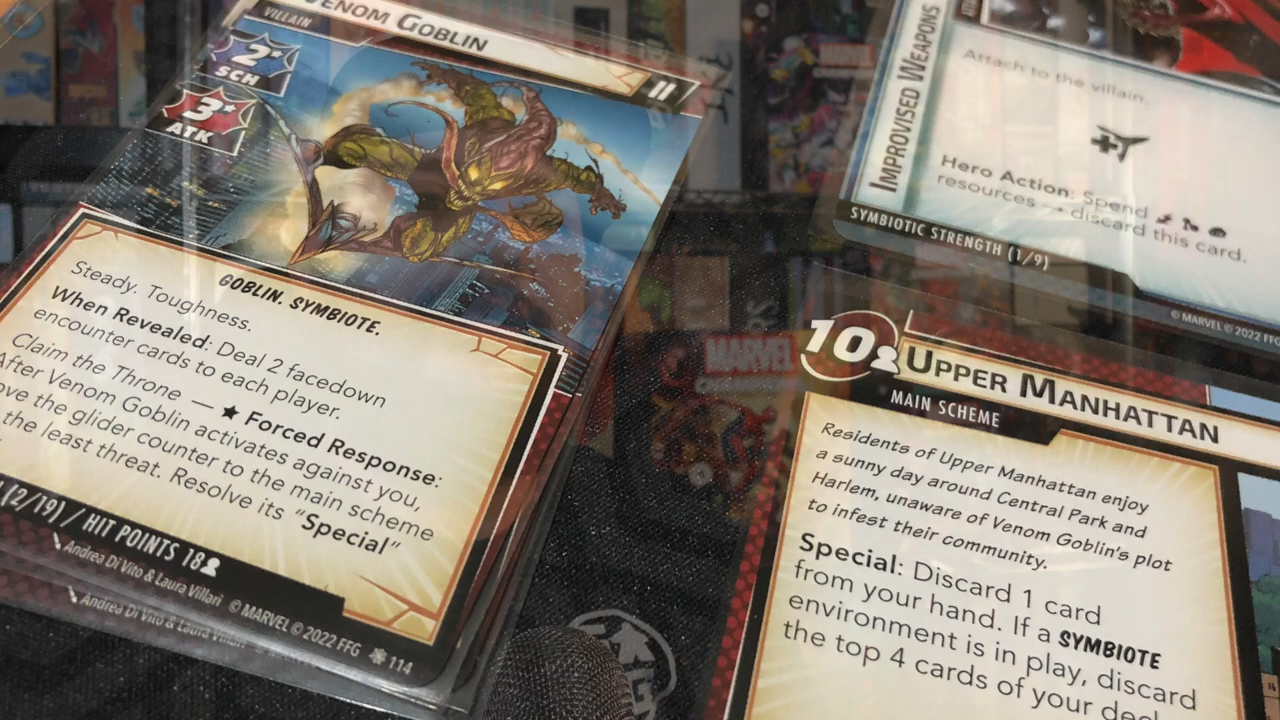 VENOM GOBLIN
VILLAIN
II
2*
SCH
3*
ATK
GOBLIN. SYMBIOTE.
Steady. Toughness.
When Revealed: Deal 2 facedown
encounter cards to each player.
Claim the Throne — ★ Forced Response:
After Venom Goblin activates against you,
the glider counter to the main scheme
the least threat. Resolve its "Special"
(2/19) / HIT POINTS 18
Andrea Di Vito & Laura Villari © MARVEL © 2022 FFG 114
Andrea Di Vito & Laura Villari
IMPROVISED WEAPONS
Attach to the villain.
Hero Action: Spend
resources → discard this card.
SYMBIOTIC STRENGTH (1/9)
© MARVEL © 2022 FFG
MARVEL
10
UPPER MANHATTAN
MAIN SCHEME
Residents of Upper Manhattan enjoy
a sunny day around Central Park and
Harlem, unaware of Venom Goblin's plot
to infest their community.
Special: Discard 1 card
from your hand. If a SYMBIOTE
environment is in play, discard
the top 4 cards of your